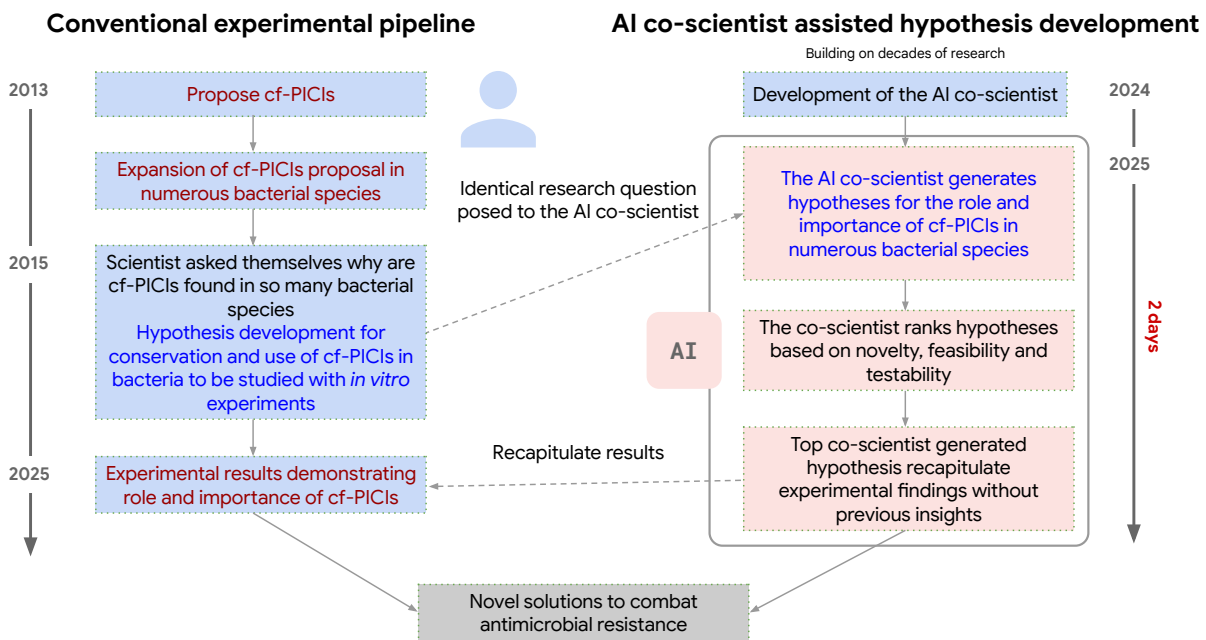 Conventional experimental pipeline
2013
Propose cf-PICIs
Expansion of cf-PICIs proposal in
numerous bacterial species
2015
Scientist asked themselves why are
cf-PICIs found in so many bacterial
species
Hypothesis development for
conservation and use of cf-PICIs in
bacteria to be studied with in vitro
experiments
2025
Experimental results demonstrating
role and importance of cf-PICIs
Identical research question
posed to the AI co-scientist
AI
Recapitulate results
AI co-scientist assisted hypothesis development
Building on decades of research
Development of the AI co-scientist
2024
2025
The AI co-scientist generates
hypotheses for the role and
importance of cf-PICIs in
numerous bacterial species
2 days
The co-scientist ranks hypotheses
based on novelty, feasibility and
testability
Top co-scientist generated
hypothesis recapitulate
experimental findings without
previous insights
Novel solutions to combat
antimicrobial resistance